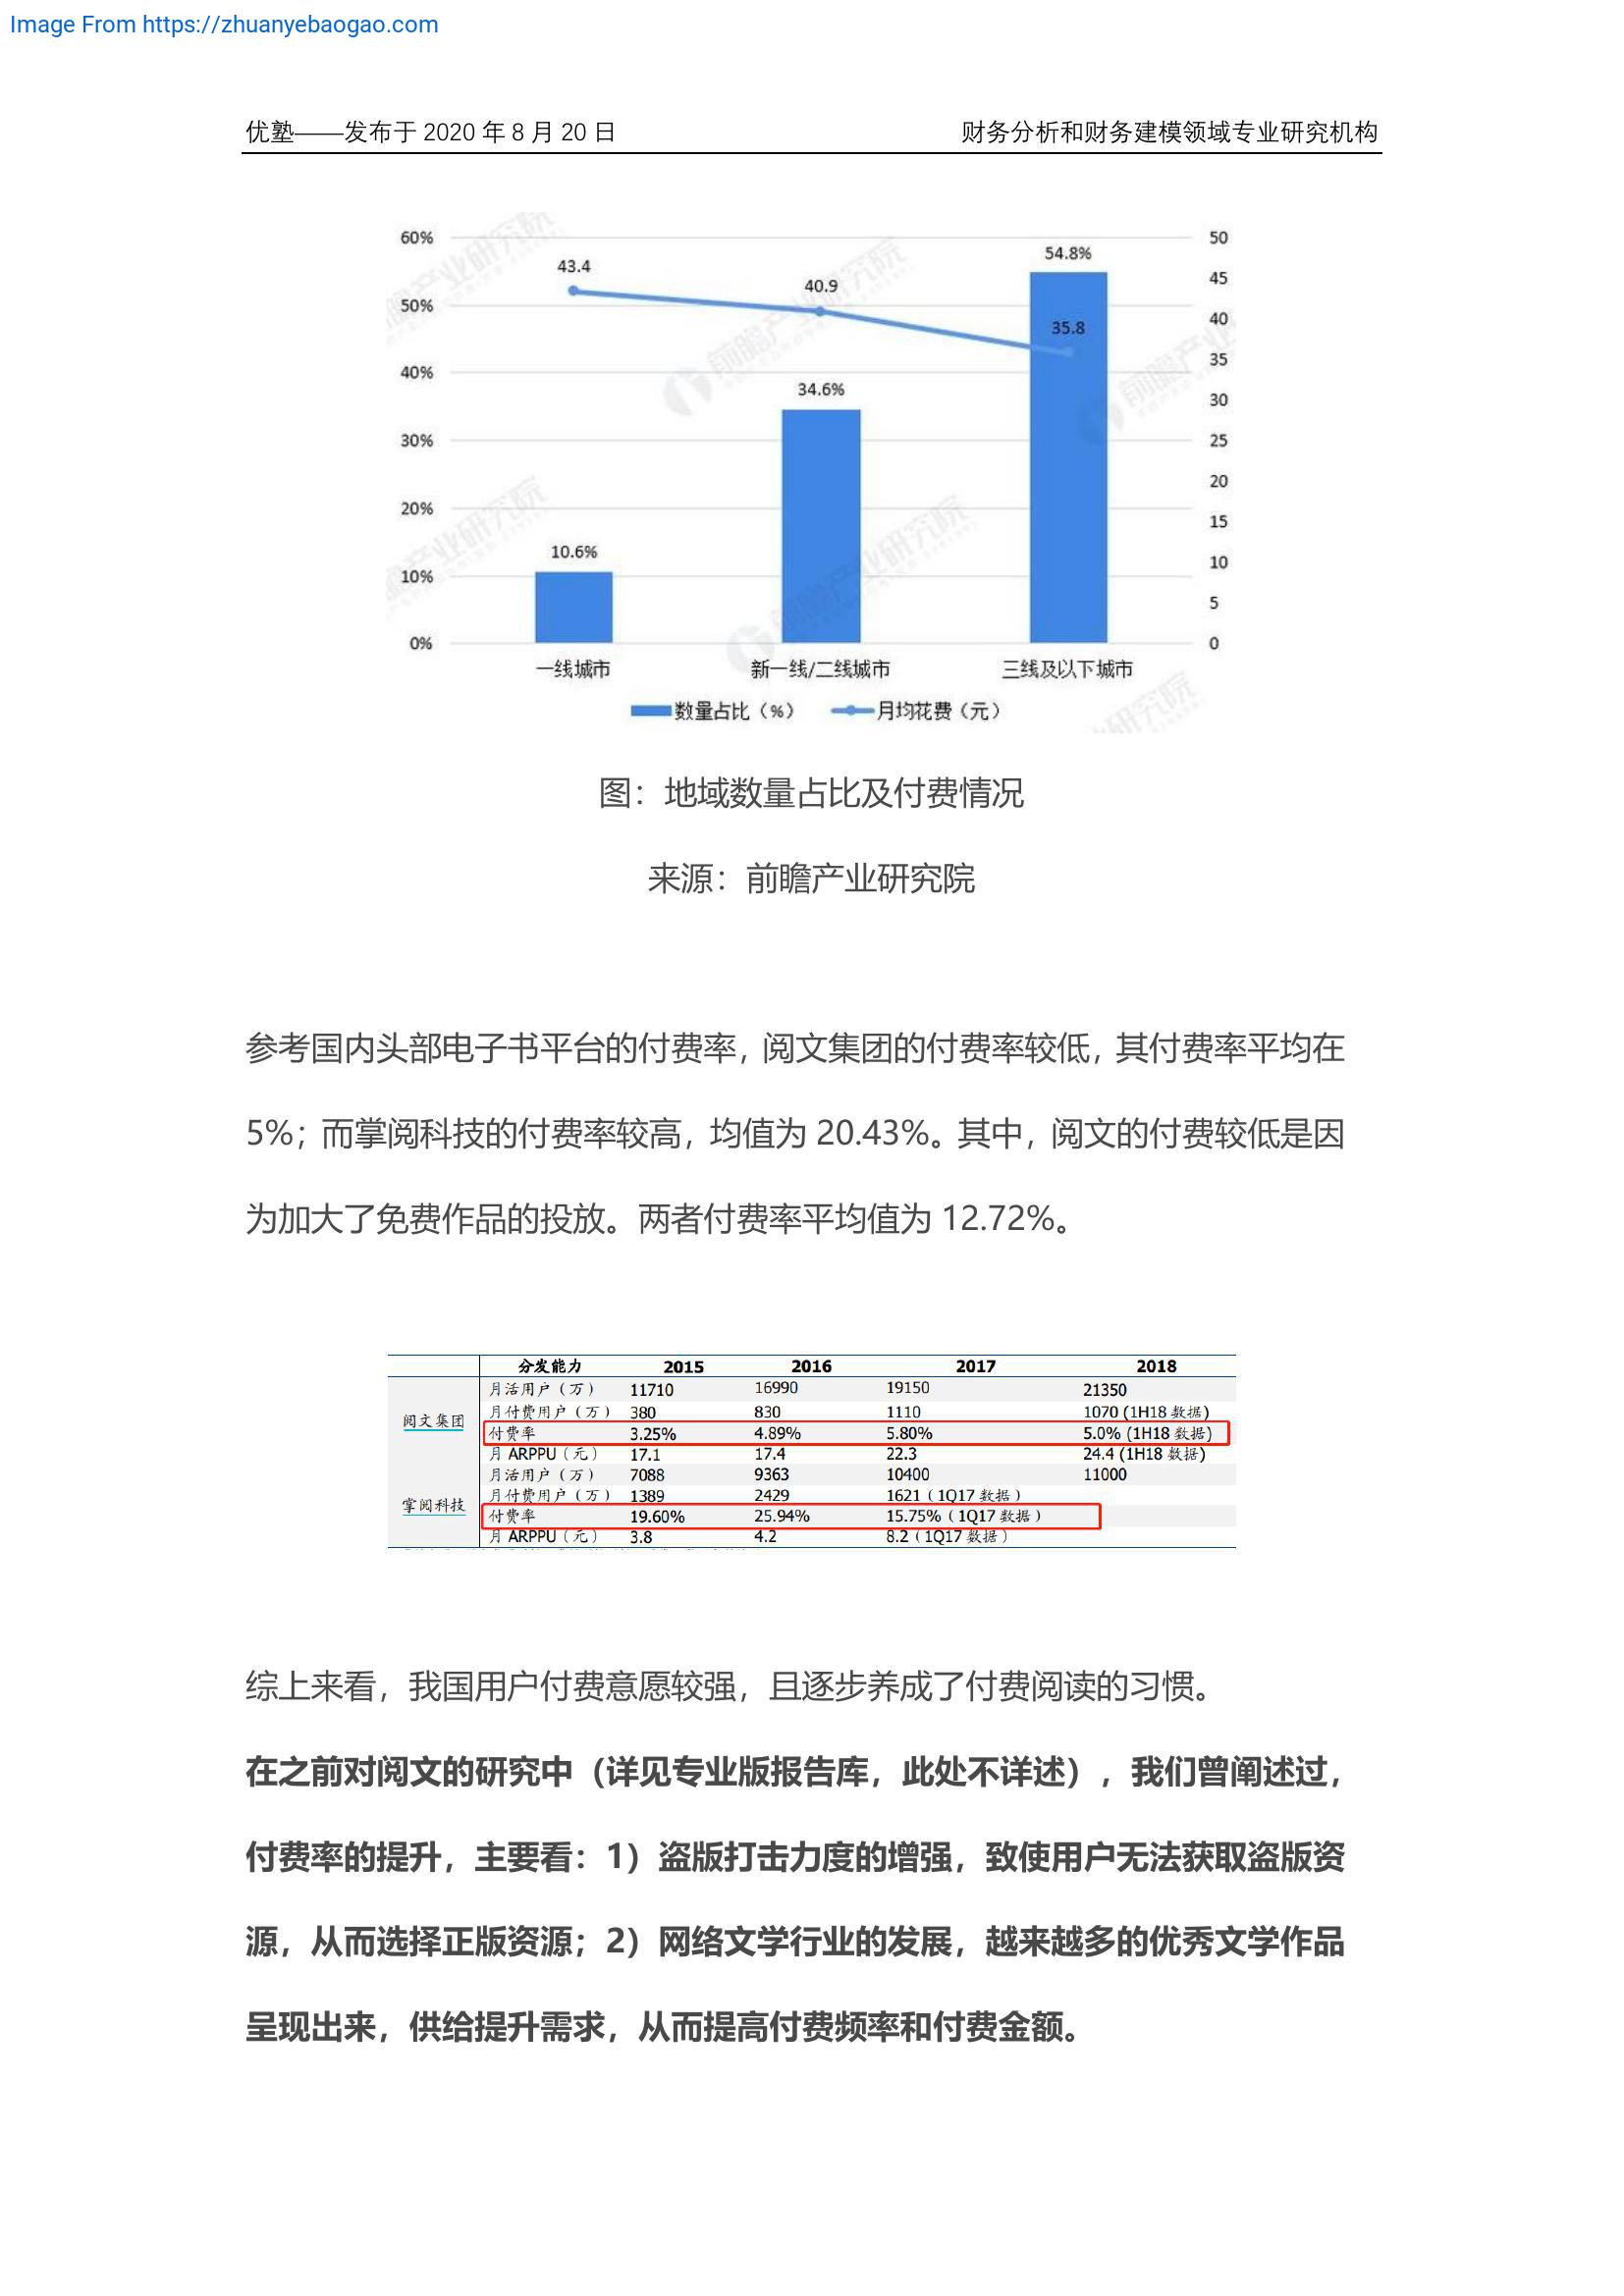 Image From https://zhuanyebaogao.com
优塾——发布于 2020 年 8 月 20 日 财务分析和财务建模领域专业研究机构
60% 50
54.8%
43.4
45
40.9
50%
40
35.8
35
40%
34.6%
30
30% 25
20
20%
15
10.6%
10
10%
5
0% 0
一线城市 新一线/二线城市 三线及以下城市
数量占比（%） 月均花费（元）
前瞻产业研究院
图：地域数量占比及付费情况
来源：前瞻产业研究院
参考国内头部电子书平台的付费率，阅文集团的付费率较低，其付费率平均在
5%；而掌阅科技的付费率较高，均值为 20.43%。其中，阅文的付费较低是因
为加大了免费作品的投放。两者付费率平均值为 12.72%。
分发能力 2015 2016 2017 2018
阅文集团
月活用户（万） 11710 16990 19150 21350
月付费用户（万） 380 830 1110 1070 (1H18 数据)
付费率 3.25% 4.89% 5.80% 5.0% (1H18 数据)
月 ARPPU（元） 17.1 17.4 22.3 24.4 (1H18 数据)
掌阅科技
月活用户（万） 7088 9363 10400 11000
月付费用户（万） 1389 2429 1621（1Q17 数据）
付费率 19.60% 25.94% 15.75%（1Q17 数据）
月 ARPPU（元） 3.8 4.2 8.2（1Q17 数据）
综上来看，我国用户付费意愿较强，且逐步养成了付费阅读的习惯。
在之前对阅文的研究中（详见专业版报告库，此处不详述），我们曾阐述过，
付费率的提升，主要看：1）盗版打击力度的增强，致使用户无法获取盗版资
源，从而选择正版资源；2）网络文学行业的发展，越来越多的优秀文学作品
呈现出来，供给提升需求，从而提高付费频率和付费金额。